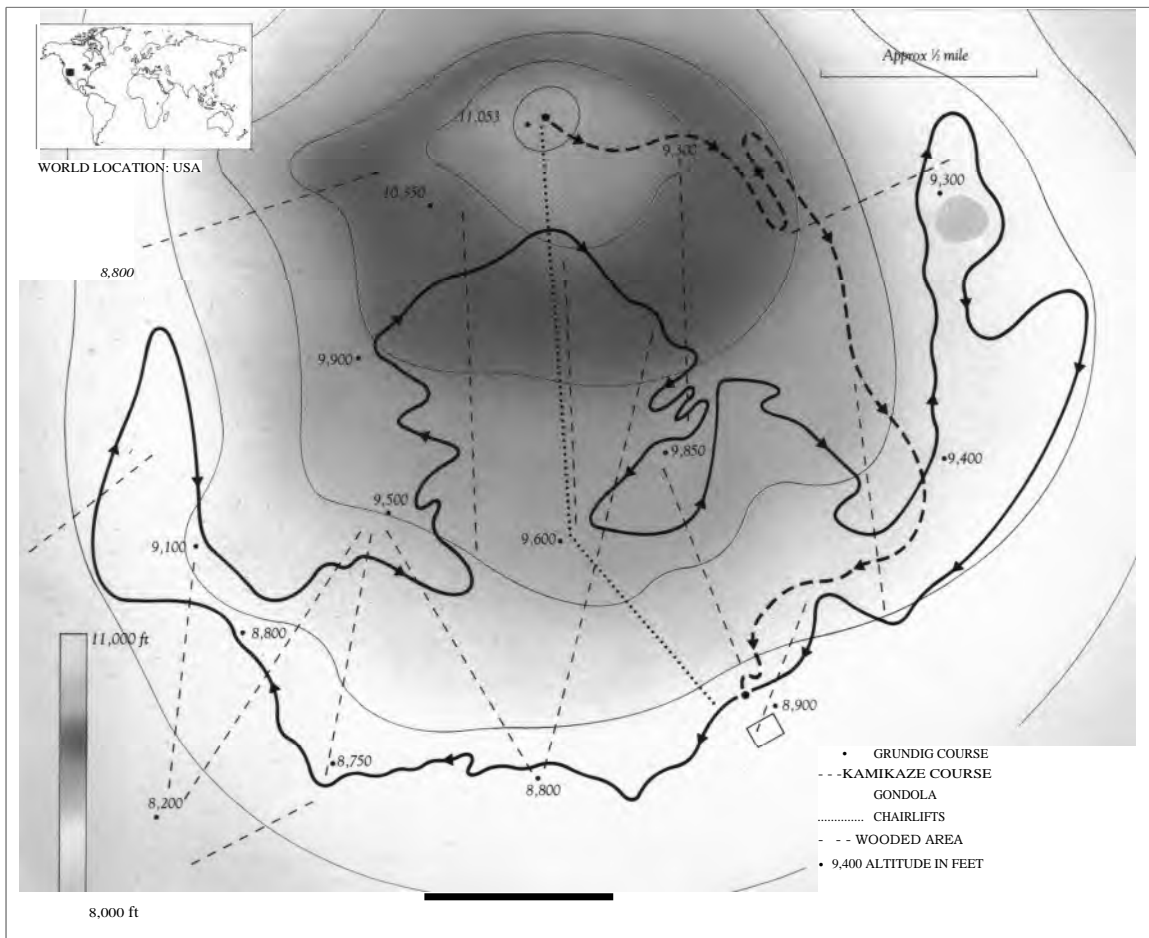 Approx ½ mile
11,053
9,300
WORLD LOCATION: USA
10,350
9,300
8,800
9,900
9,850
9,400
9,500
9,600
9,100
8,800
11,000 ft
8,900
8,750
8,800
8,200
GRUNDIG COURSE
KAMIKAZE COURSE
GONDOLA
CHAIRLIFTS
WOODED AREA
9,400 ALTITUDE IN FEET
8,000 ft